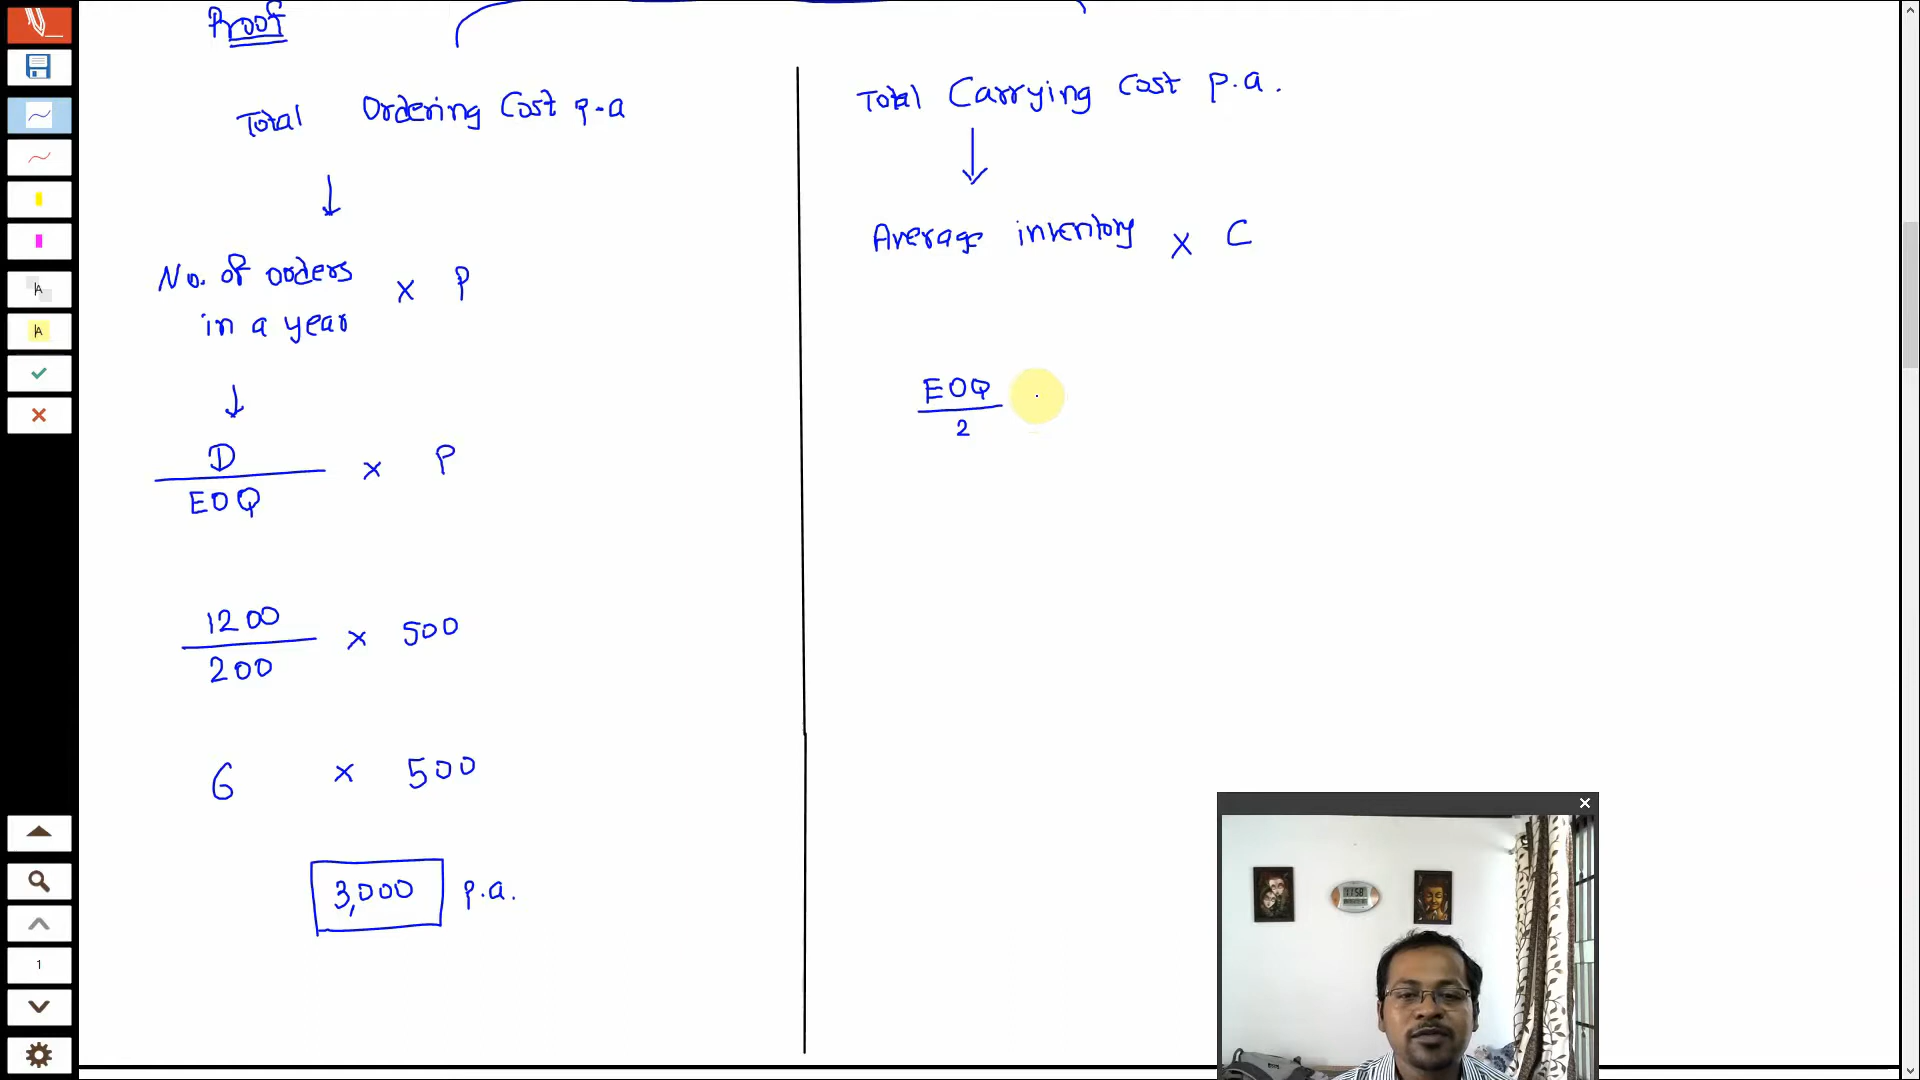 Proof
Total Ordering Cost p.a
No. of orders x P
in a year
D
EOQ
x P
1200
200
x 500
6 x 500
3,000 p.a.
Total Carrying Cost p.a.
Average inventory x C
EOQ
2
A
A
1